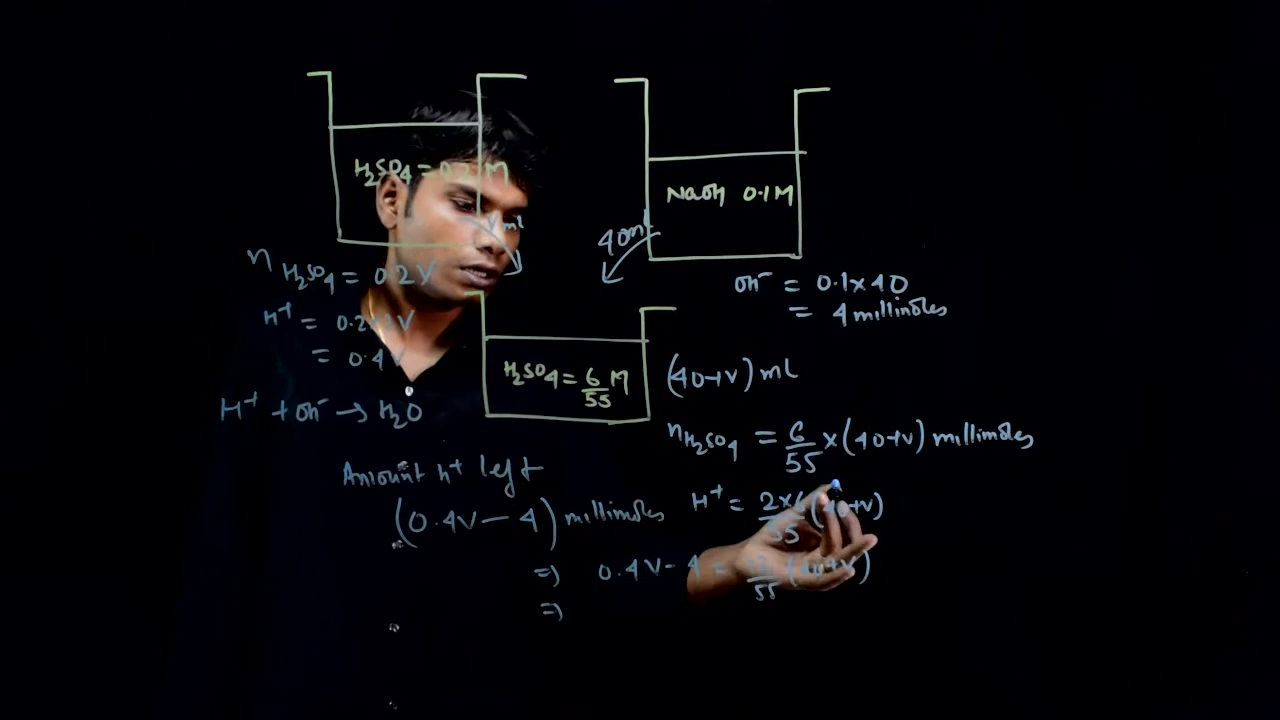 H₂SO₄ = 0.2 M
V ml
NaOH 0.1M
40ml
nH₂SO₄ = 0.2V
H⁺ = 0.2×2V
= 0.4V
H⁺ + OH⁻ → H₂O
OH⁻ = 0.1×40
= 4 millimoles
H₂SO₄ = 6/55 M
(40+V) ml
nH₂SO₄ = 6/55 × (40+V) millimoles
Amount H⁺ left
(0.4V – 4) millimoles
H⁺ = 2×6/55 (40+V)
⇒ 0.4V – 4 = 12/55 (40+V)
⇒